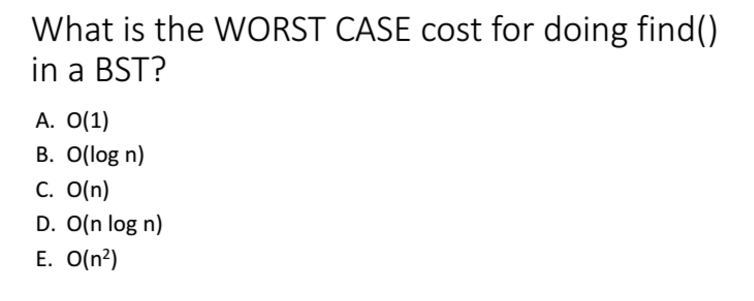 What is the WORST CASE cost for doing find()
in a BST?
A. O(1)
B. O(log n)
C. O(n)
D. O(n log n)
E. O(n²)